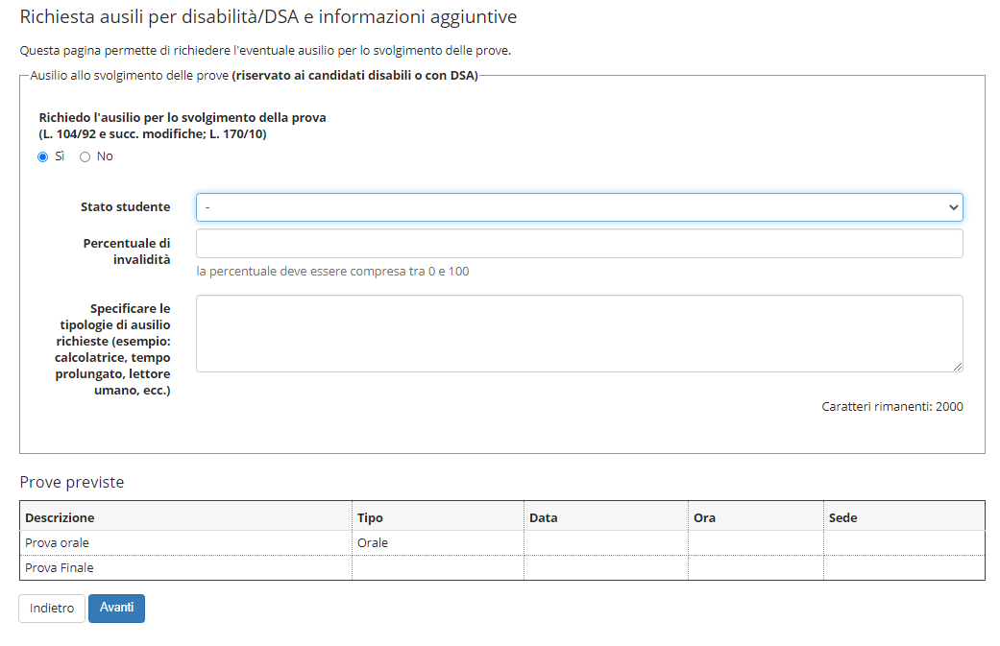 Richiesta ausili per disabilità/DSA e informazioni aggiuntive
Questa pagina permette di richiedere l'eventuale ausilio per lo svolgimento delle prove.
Ausilio allo svolgimento delle prove (riservato ai candidati disabili o con DSA)
Richiedo l'ausilio per lo svolgimento della prova
(L. 104/92 e succ. modifiche; L. 170/10)
Sì No
Stato studente -
Percentuale di
invalidità
la percentuale deve essere compresa tra 0 e 100
Specificare le
tipologie di ausilio
richieste (esempio:
calcolatrice, tempo
prolungato, lettore
umano, ecc.)
Caratteri rimanenti: 2000
Prove previste
Descrizione Tipo Data Ora Sede
Prova orale Orale
Prova Finale
Indietro Avanti